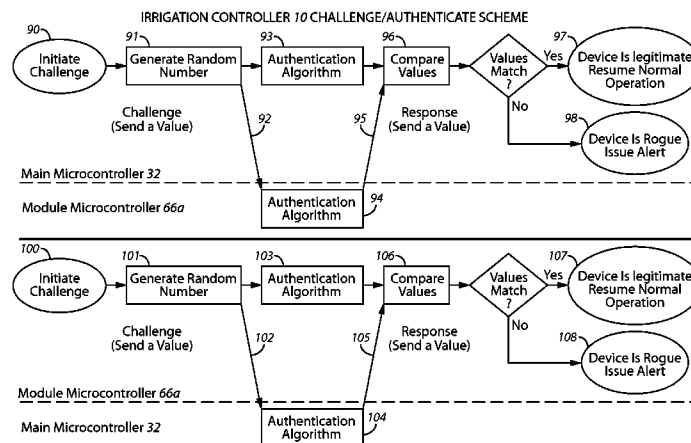 IRRIGATION CONTROLLER 10 CHALLENGE/AUTHENTICATE SCHEME
90
Initiate
Challenge
91
Generate Random
Number
93
Authentication
Algorithm
96
Compare
Values
Values
Match
?
Yes
No
97
Device Is legitimate
Resume Normal
Operation
98
Device Is Rogue
Issue Alert
Challenge
(Send a Value)
92
95
Response
(Send a Value)
Main Microcontroller 32
Module Microcontroller 66a
Authentication
Algorithm
94
100
Initiate
Challenge
101
Generate Random
Number
103
Authentication
Algorithm
106
Compare
Values
Values
Match
?
Yes
No
107
Device Is legitimate
Resume Normal
Operation
108
Device Is Rogue
Issue Alert
Challenge
(Send a Value)
102
105
Response
(Send a Value)
Module Microcontroller 66a
Main Microcontroller 32
Authentication
Algorithm
104